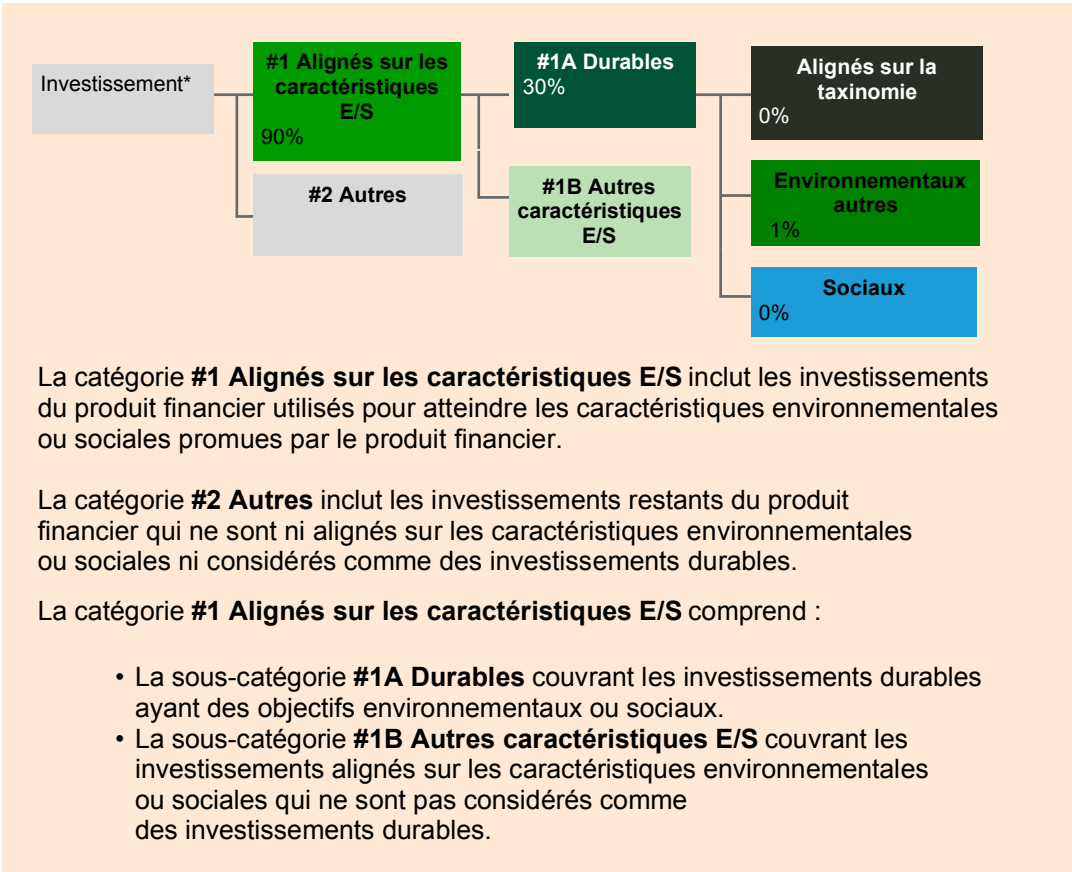 Investissement*
#1 Alignés sur les
caractéristiques
E/S
90%
#2 Autres
#1A Durables
30%
#1B Autres
caractéristiques
E/S
Alignés sur la
taxinomie
0%
Environnementaux
autres
1%
Sociaux
0%
La catégorie #1 Alignés sur les caractéristiques E/S inclut les investissements
du produit financier utilisés pour atteindre les caractéristiques environnementales
ou sociales promues par le produit financier.
La catégorie #2 Autres inclut les investissements restants du produit
financier qui ne sont ni alignés sur les caractéristiques environnementales
ou sociales ni considérés comme des investissements durables.
La catégorie #1 Alignés sur les caractéristiques E/S comprend :
• La sous-catégorie #1A Durables couvrant les investissements durables
ayant des objectifs environnementaux ou sociaux.
• La sous-catégorie #1B Autres caractéristiques E/S couvrant les
investissements alignés sur les caractéristiques environnementales
ou sociales qui ne sont pas considérés comme
des investissements durables.